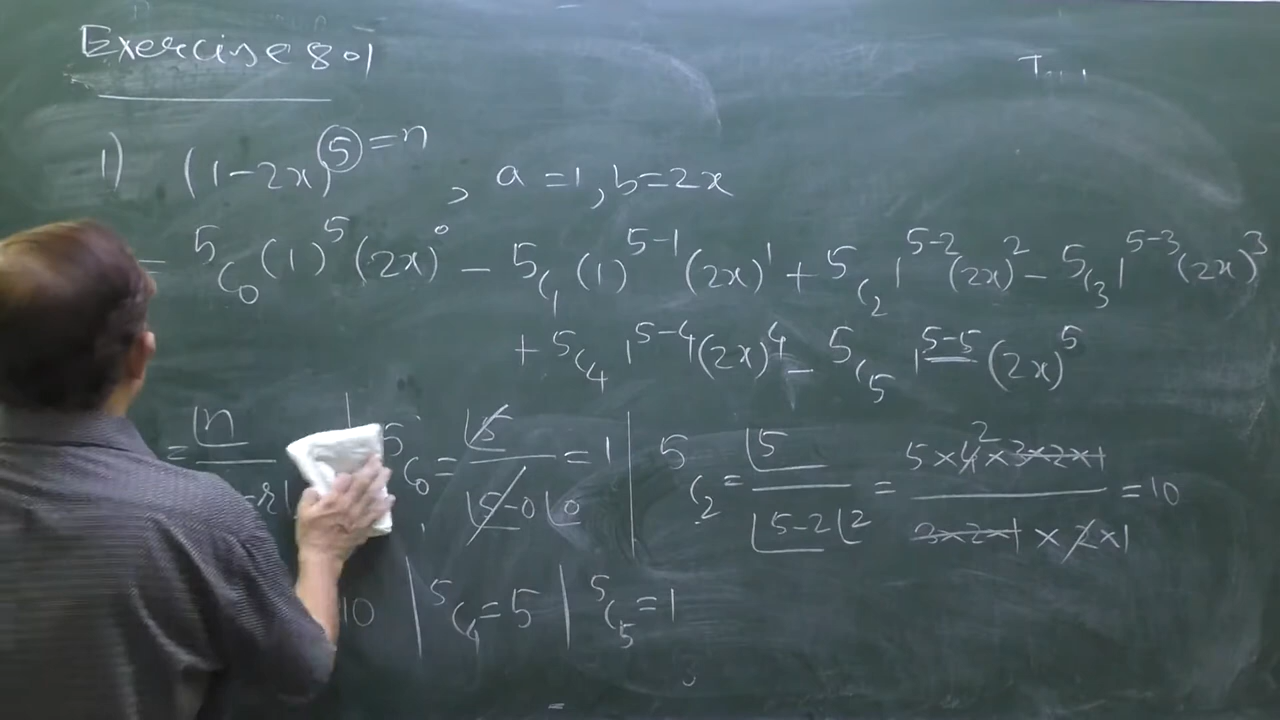 Exercise 8.1
T
1) (1-2x)^5 = n , a = 1, b = 2x
= 5C0 (1)^5 (2x)^0 - 5C1 (1)^{5-1} (2x)^1 + 5C2 1^{5-2} (2x)^2 - 5C3 1^{5-3} (2x)^3
+ 5C4 1^{5-4} (2x)^4 - 5C5 1^{5-5} (2x)^5
= |n / -r| 5C0 = |5 / |5-0 |0 = 1 | 5C2 = |5 / |5-2 |2 = 5×4×3×2×1 / 3×2×1 × 2×1 = 10
10 | 5C4 = 5 | 5C5 = 1
=